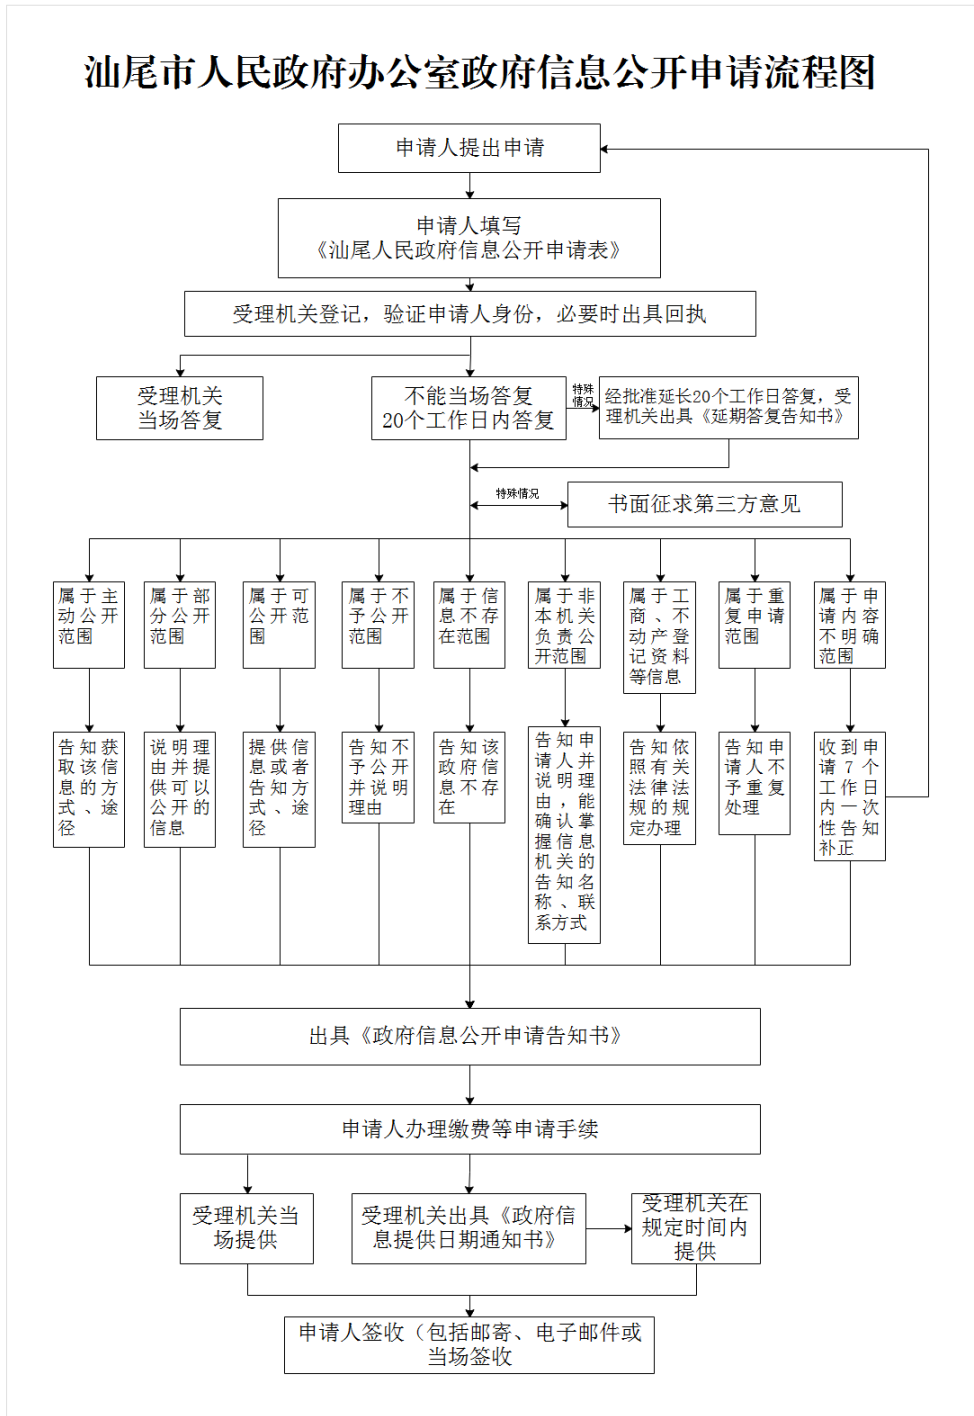 汕尾市人民政府办公室政府信息公开申请流程图
申请人提出申请
申请人填写
《汕尾人民政府信息公开申请表》
受理机关登记，验证申请人身份，必要时出具回执
受理机关
当场答复
不能当场答复
20个工作日内答复
特殊
情况
经批准延长20个工作日答复，受
理机关出具《延期答复告知书》
特殊情况
书面征求第三方意见
属于主
动公开
范围
属于部
分公开
范围
属于可
公开范
围
属于不
予公开
范围
属于信
息不存
在范围
属于非
本机关
负责公
开范围
属于工
商、不
动产登
记资料
等信息
属于重
复申请
范围
属于申
请内容
不明确
范围
告知获
取该信
息的方
式、途
径
说明理
由并提
供可以
公开的
信息
提供信
息或者
告知方
式、途
径
告知不
予公开
并说明
理由
告知该
政府信
息不存
在
告知申
请人并
说明理
由，能
确认掌
握信息
机关的
告知名
称、联
系方式
告知依
照有关
法律法
规的规
定办理
告知申
请人不
予重复
处理
收到申
请7个
工作日
内一次
性告知
补正
出具《政府信息公开申请告知书》
申请人办理缴费等申请手续
受理机关当
场提供
受理机关出具《政府信
息提供日期通知书》
受理机关在
规定时间内
提供
申请人签收（包括邮寄、电子邮件或
当场签收